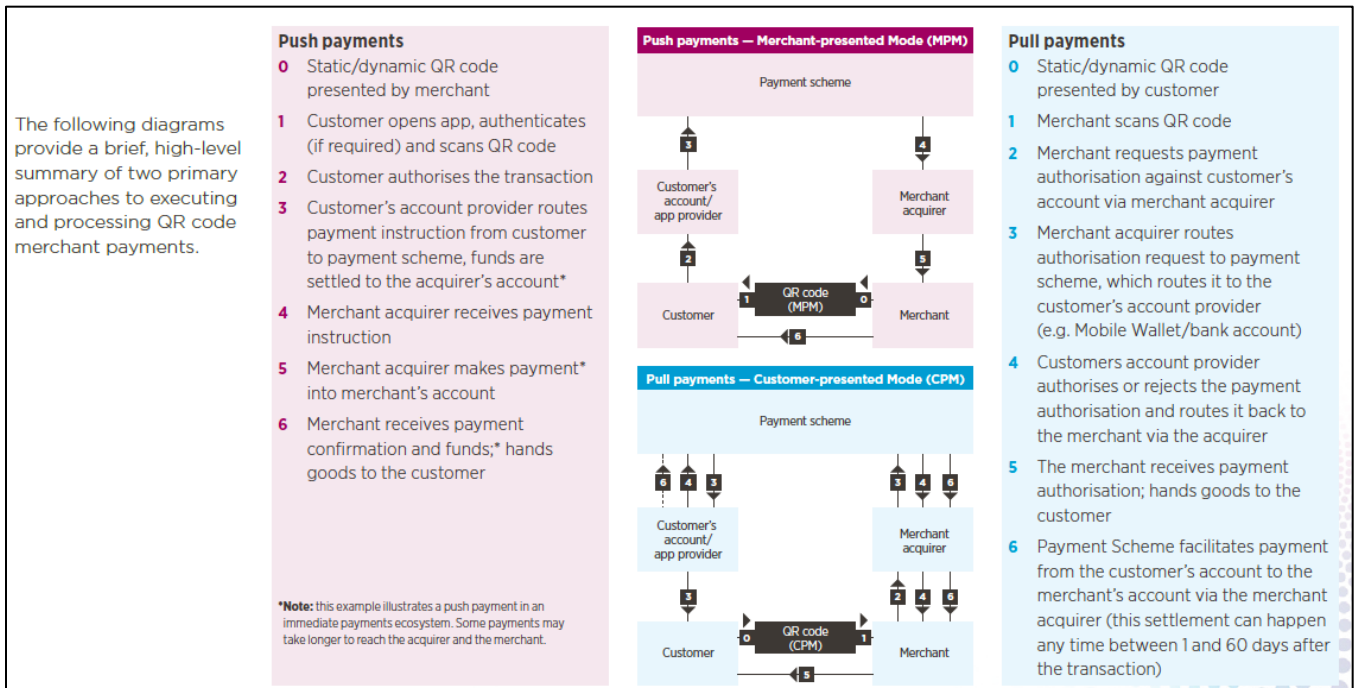 The following diagrams
provide a brief, high-level
summary of two primary
approaches to executing
and processing QR code
merchant payments.
Push payments
0 Static/dynamic QR code
presented by merchant
1 Customer opens app, authenticates
(if required) and scans QR code
2 Customer authorises the transaction
3 Customer's account provider routes
payment instruction from customer
to payment scheme, funds are
settled to the acquirer's account*
4 Merchant acquirer receives payment
instruction
5 Merchant acquirer makes payment*
into merchant's account
6 Merchant receives payment
confirmation and funds;* hands
goods to the customer
*Note: this example illustrates a push payment in an
immediate payments ecosystem. Some payments may
take longer to reach the acquirer and the merchant.
Push payments — Merchant-presented Mode (MPM)
Payment scheme
3 4
Customer's
account/
app provider
Merchant
acquirer
2 5
Customer
1 QR code
(MPM) 0
Merchant
6
Pull payments — Customer-presented Mode (CPM)
Payment scheme
6 4 3 3 4 6
Customer's
account/
app provider
Merchant
acquirer
3 2 4 6
Customer
0 QR code
(CPM) 1
Merchant
5
Pull payments
0 Static/dynamic QR code
presented by customer
1 Merchant scans QR code
2 Merchant requests payment
authorisation against customer's
account via merchant acquirer
3 Merchant acquirer routes
authorisation request to payment
scheme, which routes it to the
customer's account provider
(e.g. Mobile Wallet/bank account)
4 Customers account provider
authorises or rejects the payment
authorisation and routes it back to
the merchant via the acquirer
5 The merchant receives payment
authorisation; hands goods to the
customer
6 Payment Scheme facilitates payment
from the customer's account to the
merchant's account via the merchant
acquirer (this settlement can happen
any time between 1 and 60 days after
the transaction)